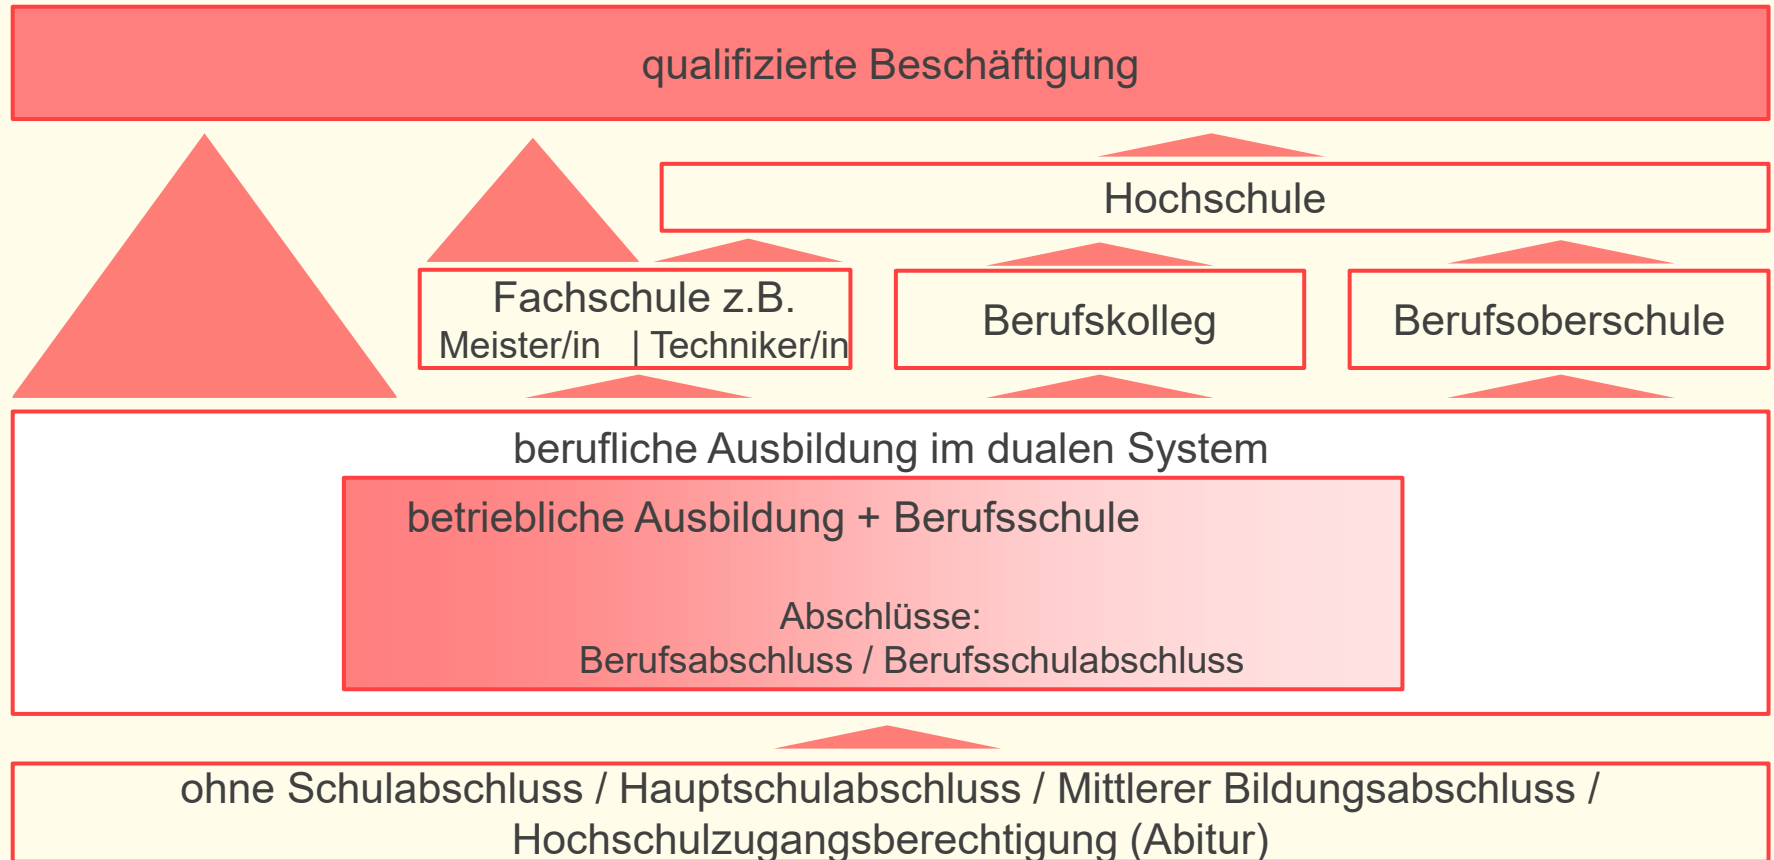 qualifizierte Beschäftigung
Hochschule
Fachschule z.B.
Meister/in | Techniker/in
Berufskolleg
Berufsoberschule
berufliche Ausbildung im dualen System
betriebliche Ausbildung + Berufsschule
Abschlüsse:
Berufsabschluss / Berufsschulabschluss
ohne Schulabschluss / Hauptschulabschluss / Mittlerer Bildungsabschluss /
Hochschulzugangsberechtigung (Abitur)